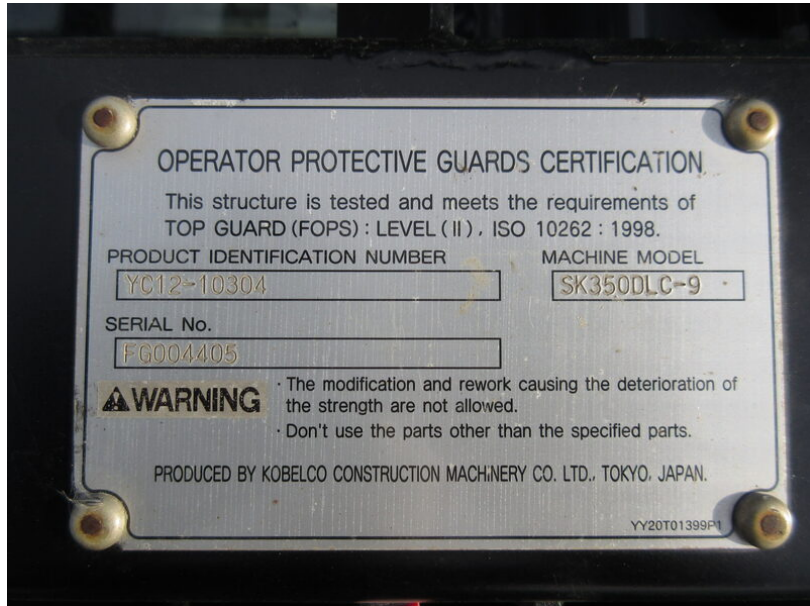 OPERATOR PROTECTIVE GUARDS CERTIFICATION
This structure is tested and meets the requirements of
TOP GUARD (FOPS) : LEVEL (II), ISO 10262 : 1998.
PRODUCT IDENTIFICATION NUMBER MACHINE MODEL
YC12-10304 SK350DLC-9
SERIAL No.
FG004405
WARNING · The modification and rework causing the deterioration of
the strength are not allowed.
· Don't use the parts other than the specified parts.
PRODUCED BY KOBELCO CONSTRUCTION MACHINERY CO. LTD., TOKYO, JAPAN.
YY20T01399P1